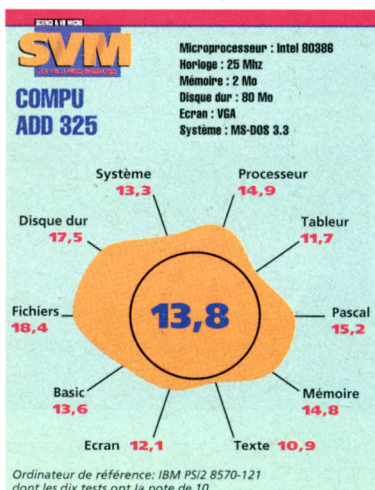 SCIENCE & VIE MICRO
SVM
COMPU
ADD 325
Microprocesseur : Intel 80386
Horloge : 25 Mhz
Mémoire : 2 Mo
Disque dur : 80 Mo
Ecran : VGA
Système : MS-DOS 3.3
Système
13,3
Processeur
14,9
Disque dur
17,5
Tableur
11,7
Fichiers
18,4
13,8
Pascal
15,2
Basic
13,6
Mémoire
14,8
Ecran 12,1
Texte 10,9
Ordinateur de référence: IBM PS/2 8570-121
dont les dix tests ont la note de 10